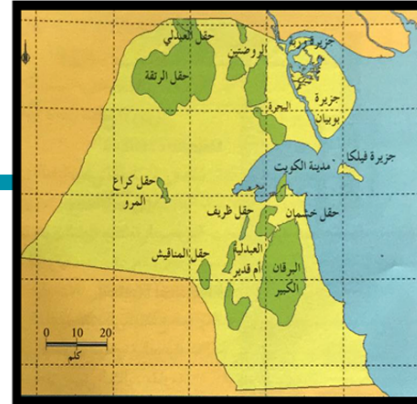 حقل العبدلي
جزيرة وربة
الروضتين
حقل الرتقة
جزيرة
بوبيان
البحرة
جزيرة فيلكا
مدينة الكويت
حقل كراع
المرو
حقل ظريف
حقل خشمان
العبدلية
أم قدير
حقل المناقيش
البرقان
الكبير
0 10 20
كلم